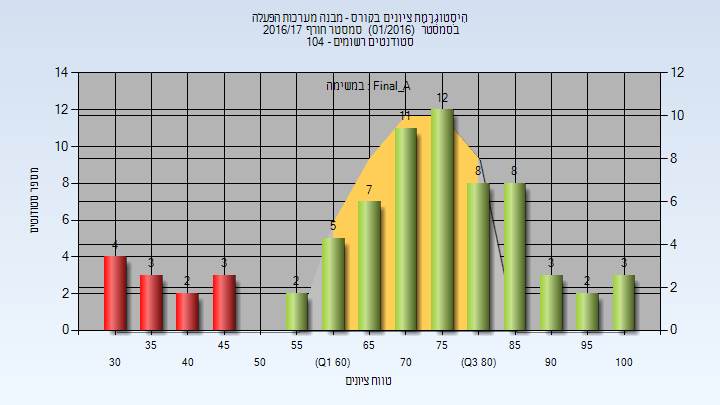 היסטוגרמת ציונים בקורס - מבנה מערכות הפעלה
בסמסטר (01/2016) סמסטר חורף 2016/17
סטודנטים רשומים - 104
במשימה : Final_A
14 12 10 8 6 4 2 0
מספר סטודנטים
12 10 8 6 4 2 0
4 3 2 3 2 5 7 11 12 8 8 3 2 3
35 45 55 65 75 85 95
30 40 50 (Q1 60) 70 (Q3 80) 90 100
טווח ציונים